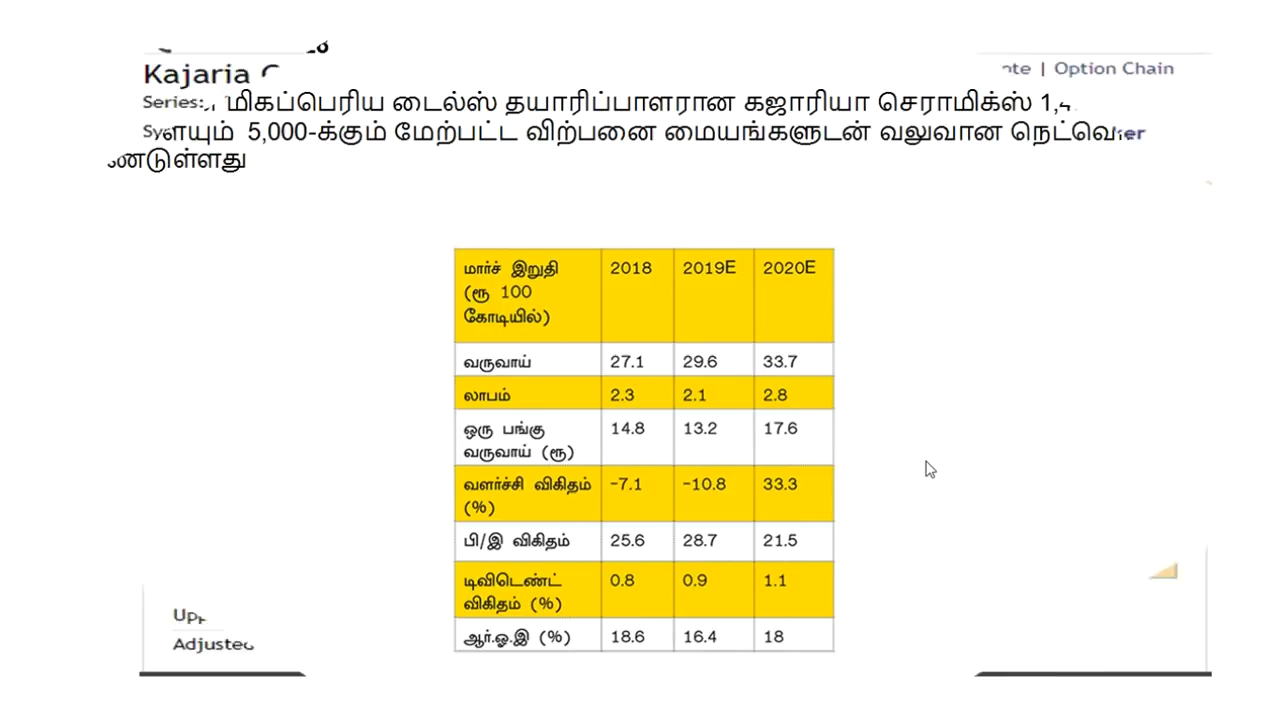 Kajaria
Option Chain
Series:
மிகப்பெரிய டைல்ஸ் தயாரிப்பாளரான கஜாரியா செராமிக்ஸ்
5,000-க்கும் மேற்பட்ட விற்பனை மையங்களுடன் வலுவான
மார்ச் இறுதி (ரூ 100 கோடியில்) 2018 2019E 2020E
வருவாய் 27.1 29.6 33.7
லாபம் 2.3 2.1 2.8
ஒரு பங்கு வருவாய் (ரூ) 14.8 13.2 17.6
வளர்ச்சி விகிதம் (%) -7.1 -10.8 33.3
பி/இ விகிதம் 25.6 28.7 21.5
டிவிடெண்ட் விகிதம் (%) 0.8 0.9 1.1
ஆர்.ஓ.இ (%) 18.6 16.4 18